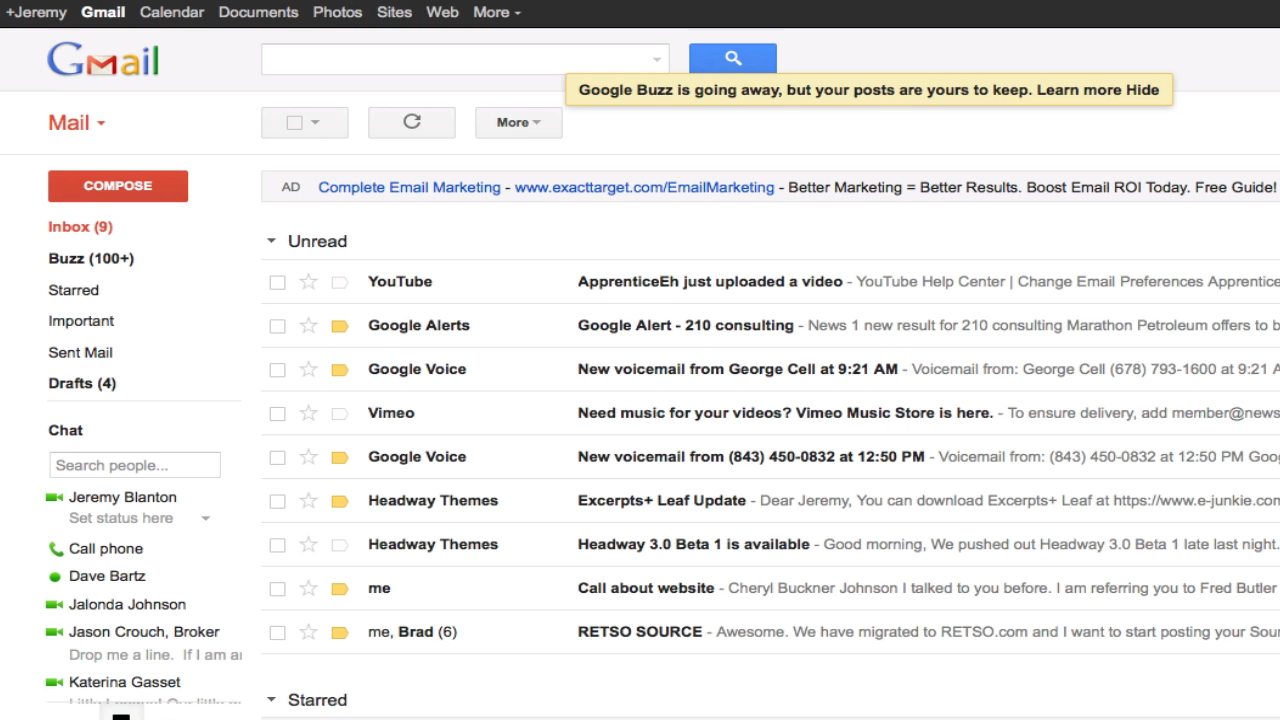 +Jeremy Gmail Calendar Documents Photos Sites Web More
Gmail
Google Buzz is going away, but your posts are yours to keep. Learn more Hide
Mail
More
COMPOSE
AD Complete Email Marketing - www.exacttarget.com/EmailMarketing - Better Marketing = Better Results. Boost Email ROI Today. Free Guide!
Inbox (9)
Buzz (100+)
Starred
Important
Sent Mail
Drafts (4)
Chat
Search people...
Jeremy Blanton
Set status here
Call phone
Dave Bartz
Jalonda Johnson
Jason Crouch, Broker
Drop me a line. If I am
Katerina Gasset
Unread
YouTube ApprenticeEh just uploaded a video - YouTube Help Center | Change Email Preferences Apprentice
Google Alerts Google Alert - 210 consulting - News 1 new result for 210 consulting Marathon Petroleum offers to
Google Voice New voicemail from George Cell at 9:21 AM - Voicemail from: George Cell (678) 793-1600 at 9:21
Vimeo Need music for your videos? Vimeo Music Store is here. - To ensure delivery, add member@news
Google Voice New voicemail from (843) 450-0832 at 12:50 PM - Voicemail from: (843) 450-0832 at 12:50 PM Goo
Headway Themes Excerpts+ Leaf Update - Dear Jeremy, You can download Excerpts+ Leaf at https://www.e-junkie.com
Headway Themes Headway 3.0 Beta 1 is available - Good morning, We pushed out Headway 3.0 Beta 1 late last night.
me Call about website - Cheryl Buckner Johnson I talked to you before. I am referring you to Fred Butler
me, Brad (6) RETSO SOURCE - Awesome. We have migrated to RETSO.com and I want to start posting your Sou
Starred